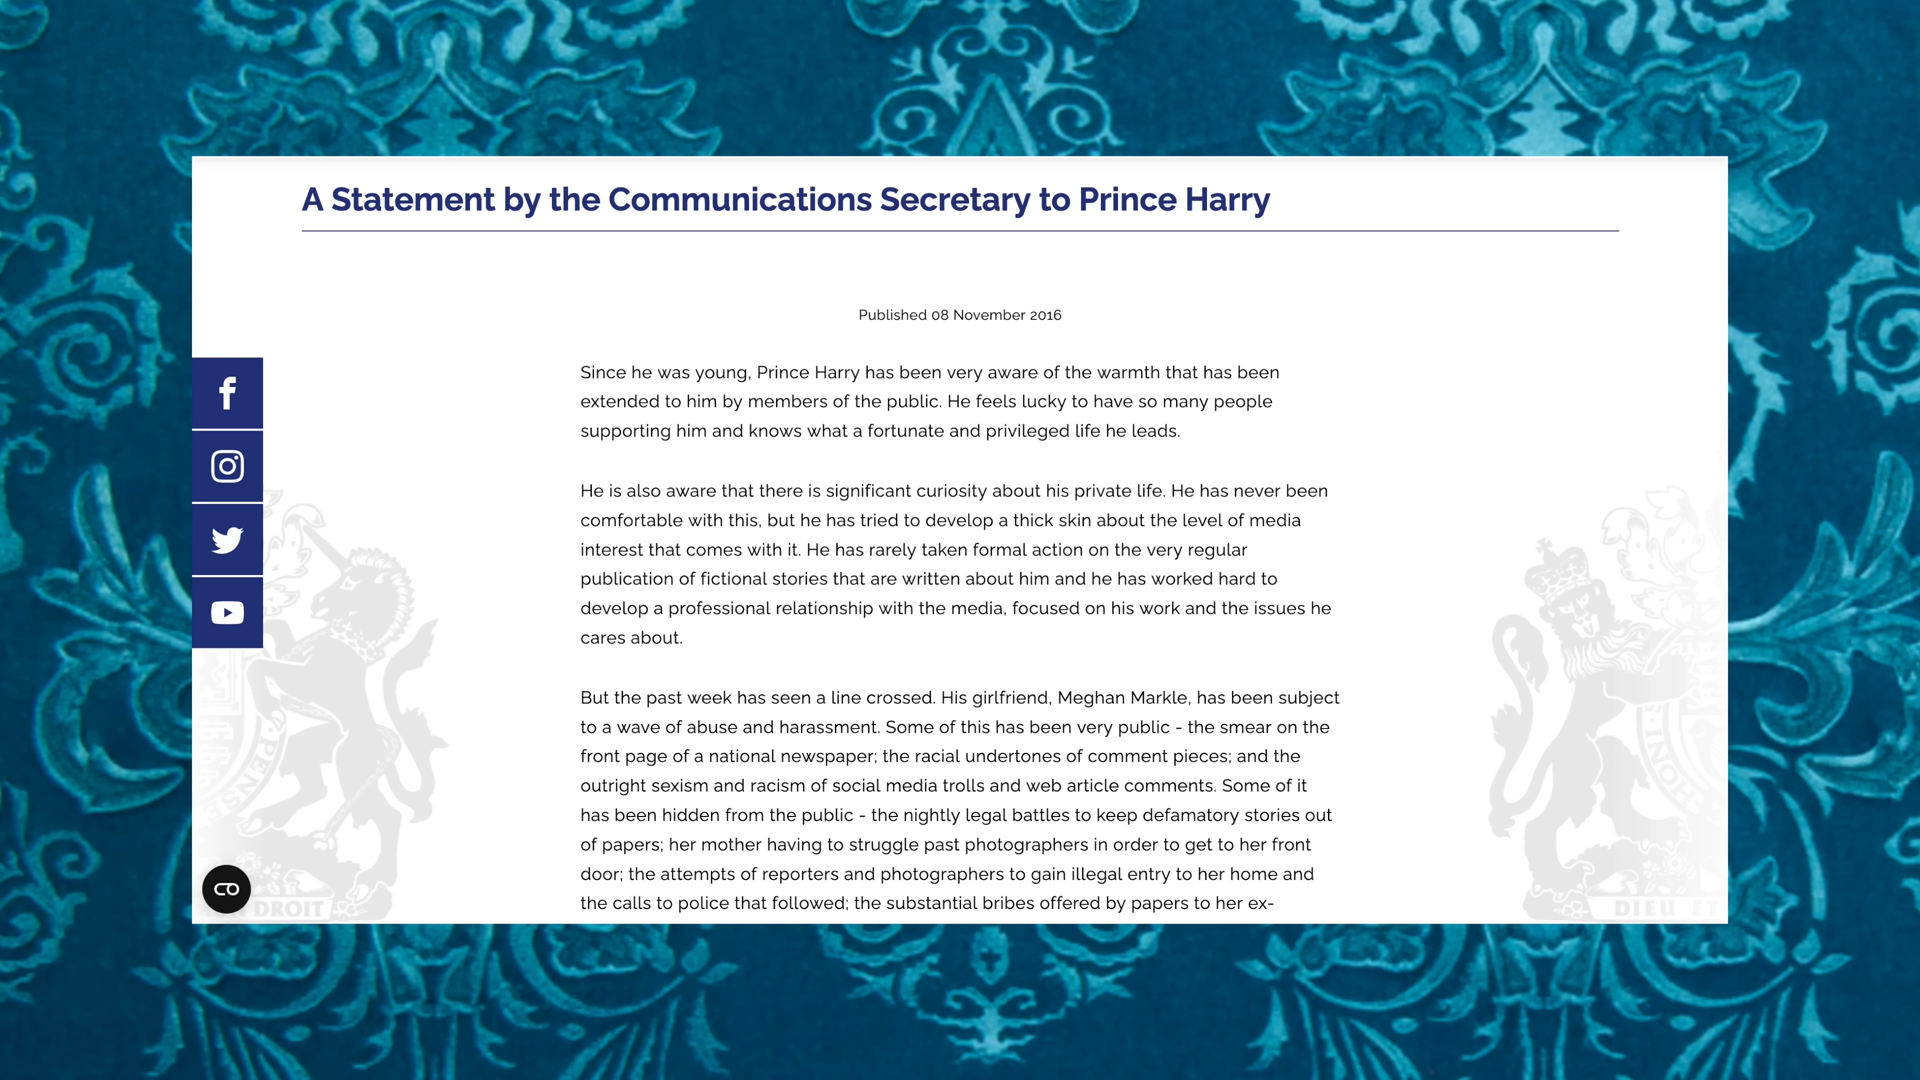 A Statement by the Communications Secretary to Prince Harry
Published 08 November 2016
Since he was young, Prince Harry has been very aware of the warmth that has been
extended to him by members of the public. He feels lucky to have so many people
supporting him and knows what a fortunate and privileged life he leads.
He is also aware that there is significant curiosity about his private life. He has never been
comfortable with this, but he has tried to develop a thick skin about the level of media
interest that comes with it. He has rarely taken formal action on the very regular
publication of fictional stories that are written about him and he has worked hard to
develop a professional relationship with the media, focused on his work and the issues he
cares about.
But the past week has seen a line crossed. His girlfriend, Meghan Markle, has been subject
to a wave of abuse and harassment. Some of this has been very public - the smear on the
front page of a national newspaper; the racial undertones of comment pieces; and the
outright sexism and racism of social media trolls and web article comments. Some of it
has been hidden from the public - the nightly legal battles to keep defamatory stories out
of papers; her mother having to struggle past photographers in order to get to her front
door; the attempts of reporters and photographers to gain illegal entry to her home and
the calls to police that followed; the substantial bribes offered by papers to her ex-
DROIT
DIEU ET